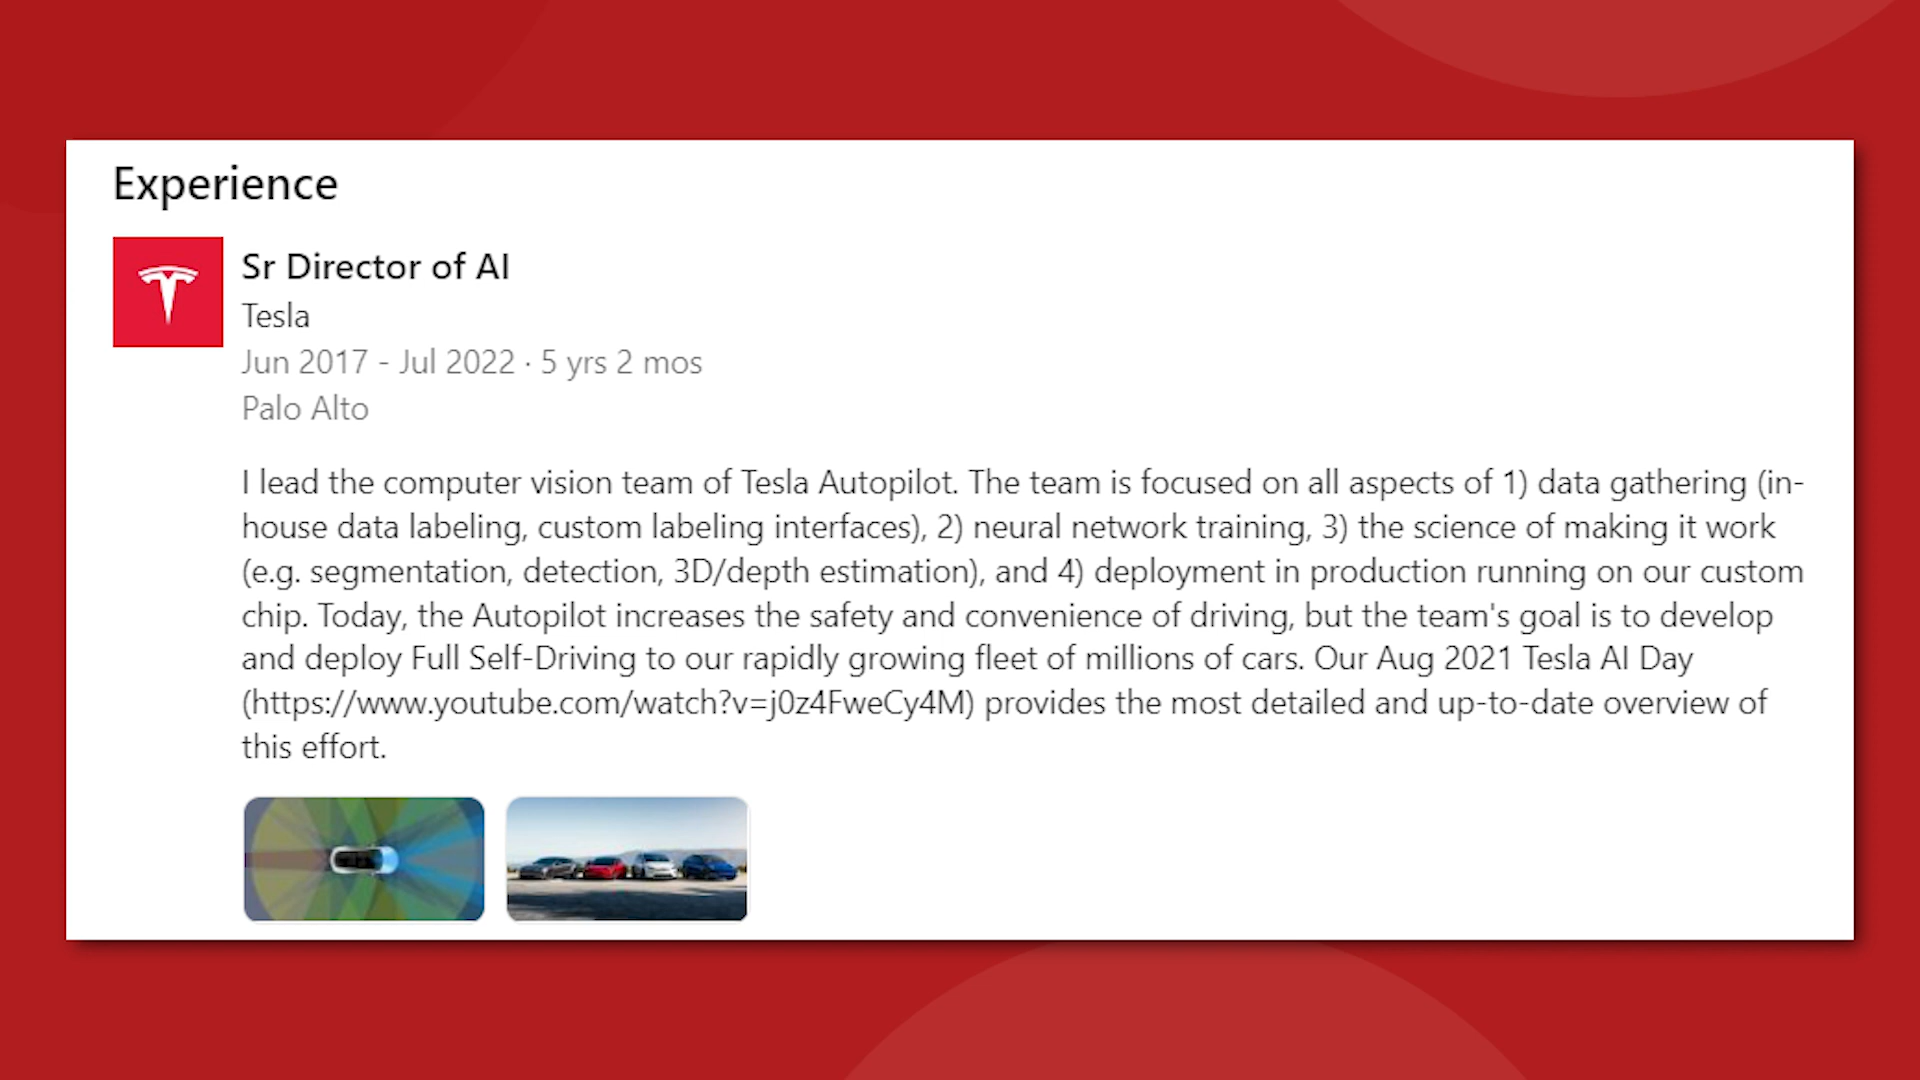 Experience
Sr Director of AI
Tesla
Jun 2017 - Jul 2022 · 5 yrs 2 mos
Palo Alto
I lead the computer vision team of Tesla Autopilot. The team is focused on all aspects of 1) data gathering (in-
house data labeling, custom labeling interfaces), 2) neural network training, 3) the science of making it work
(e.g. segmentation, detection, 3D/depth estimation), and 4) deployment in production running on our custom
chip. Today, the Autopilot increases the safety and convenience of driving, but the team's goal is to develop
and deploy Full Self-Driving to our rapidly growing fleet of millions of cars. Our Aug 2021 Tesla AI Day
(https://www.youtube.com/watch?v=j0z4FweCy4M) provides the most detailed and up-to-date overview of
this effort.